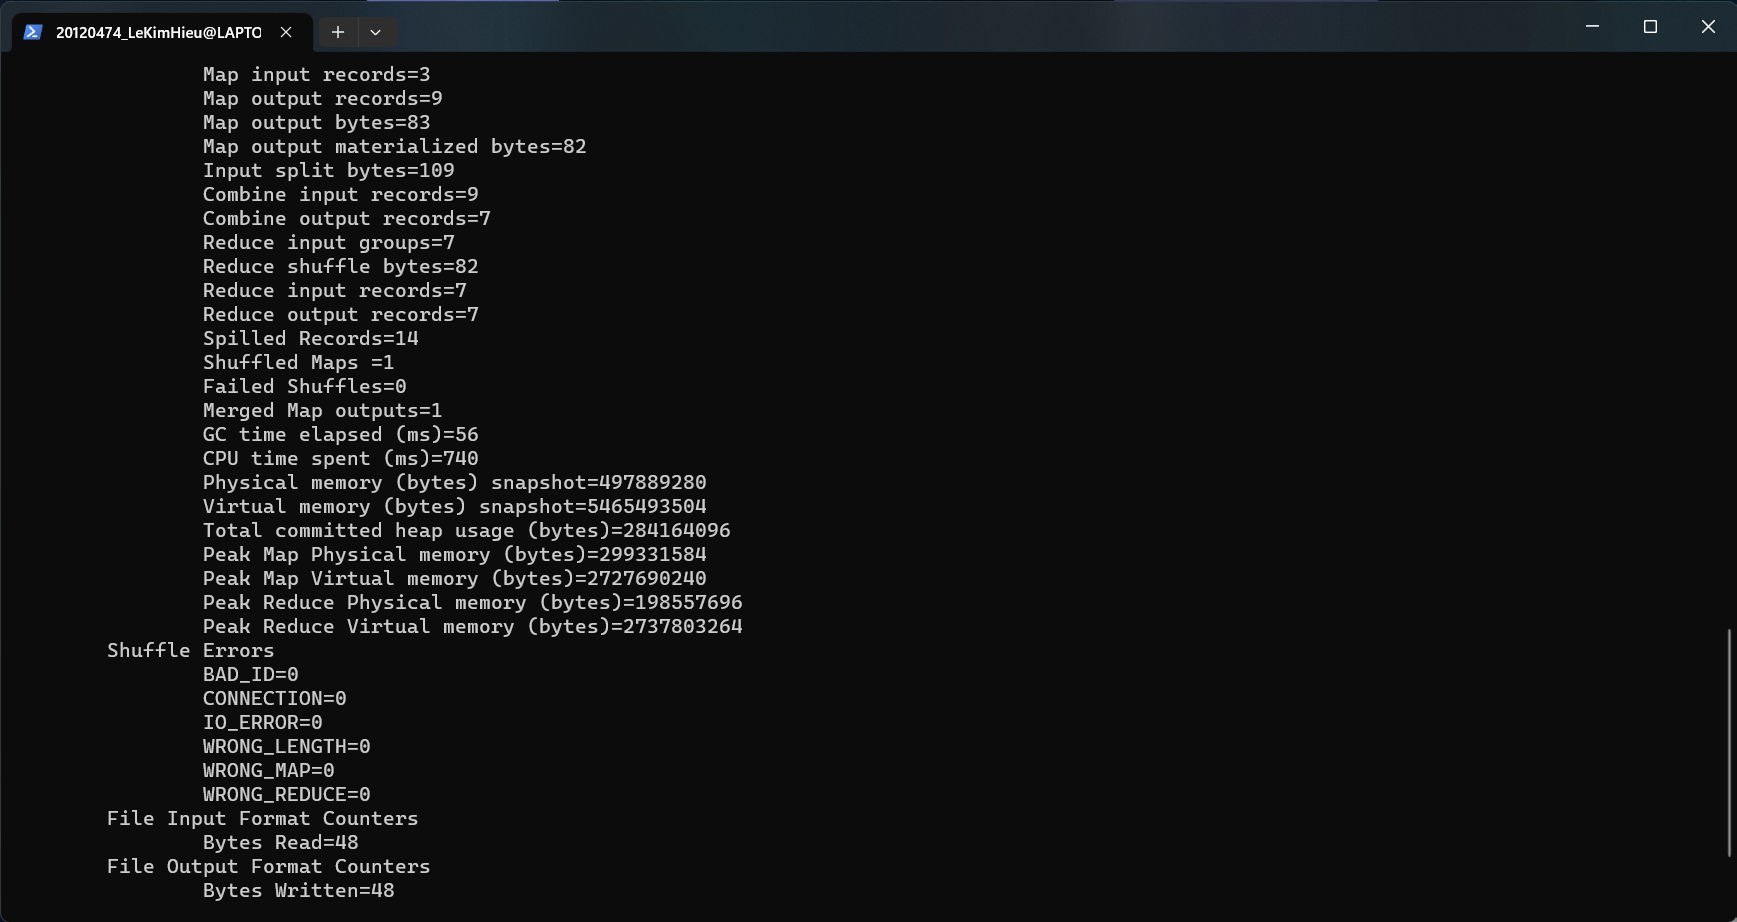 20120474_LeKimHieu@LAPTO
Map input records=3
Map output records=9
Map output bytes=83
Map output materialized bytes=82
Input split bytes=109
Combine input records=9
Combine output records=7
Reduce input groups=7
Reduce shuffle bytes=82
Reduce input records=7
Reduce output records=7
Spilled Records=14
Shuffled Maps =1
Failed Shuffles=0
Merged Map outputs=1
GC time elapsed (ms)=56
CPU time spent (ms)=740
Physical memory (bytes) snapshot=497889280
Virtual memory (bytes) snapshot=5465493504
Total committed heap usage (bytes)=284164096
Peak Map Physical memory (bytes)=299331584
Peak Map Virtual memory (bytes)=2727690240
Peak Reduce Physical memory (bytes)=198557696
Peak Reduce Virtual memory (bytes)=2737803264
Shuffle Errors
BAD_ID=0
CONNECTION=0
IO_ERROR=0
WRONG_LENGTH=0
WRONG_MAP=0
WRONG_REDUCE=0
File Input Format Counters
Bytes Read=48
File Output Format Counters
Bytes Written=48